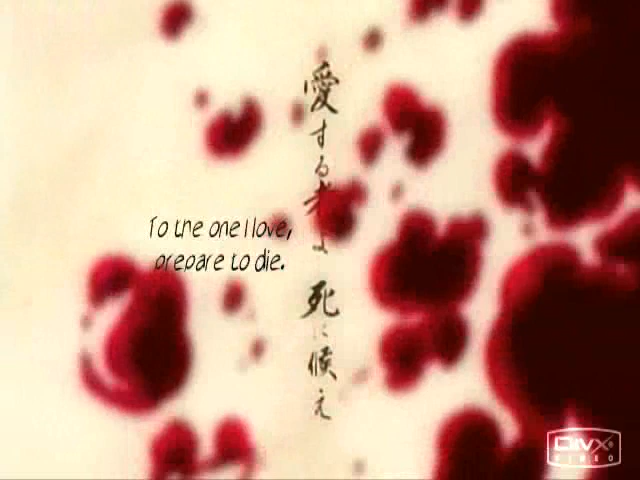 愛する者よ 死に候え
To the one I love,
prepare to die.
DIVX
VIDEO